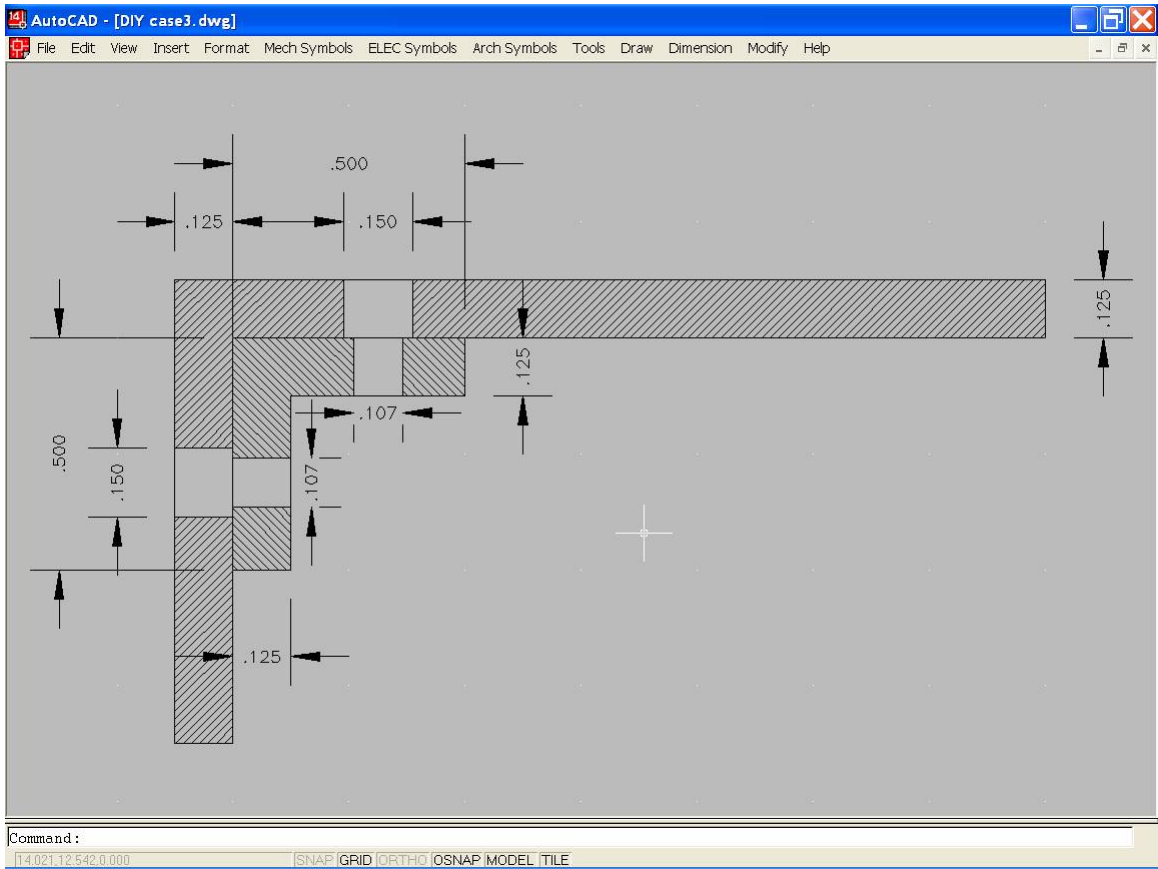 AutoCAD - [DIY case3.dwg]
File Edit View Insert Format Mech Symbols ELEC Symbols Arch Symbols Tools Draw Dimension Modify Help
.500
.125 .150
.125
.125
.107
.500
.150
.107
.125
Command:
14.021,12.542,0.000 SNAP GRID ORTHO OSNAP MODEL TILE